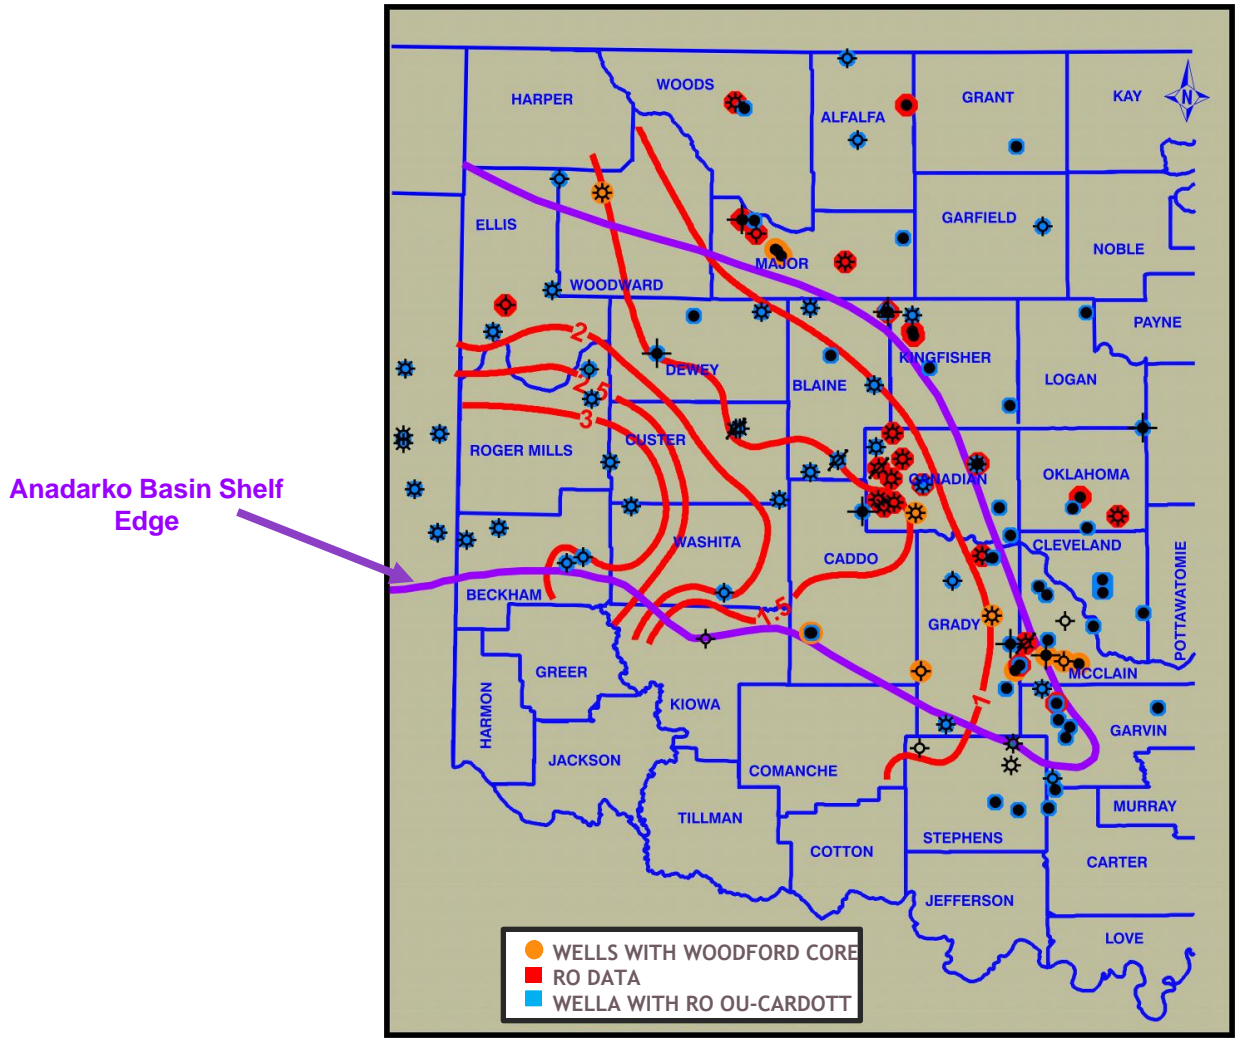 WOODS
HARPER
GRANT
KAY
N
ALFALFA
ELLIS
GARFIELD
NOBLE
MAJOR
WOODWARD
PAYNE
2
KINGFISHER
DEWEY
LOGAN
BLAINE
2.5
3
CUSTER
ROGER MILLS
OKLAHOMA
CANADIAN
Anadarko Basin Shelf
Edge
WASHITA
CLEVELAND
CADDO
POTTAWATOMIE
BECKHAM
1.5
GRADY
GREER
MCCLAIN
HARMON
KIOWA
1
GARVIN
JACKSON
COMANCHE
MURRAY
TILLMAN
STEPHENS
COTTON
CARTER
JEFFERSON
LOVE
WELLS WITH WOODFORD CORE
RO DATA
WELLA WITH RO OU-CARDOTT